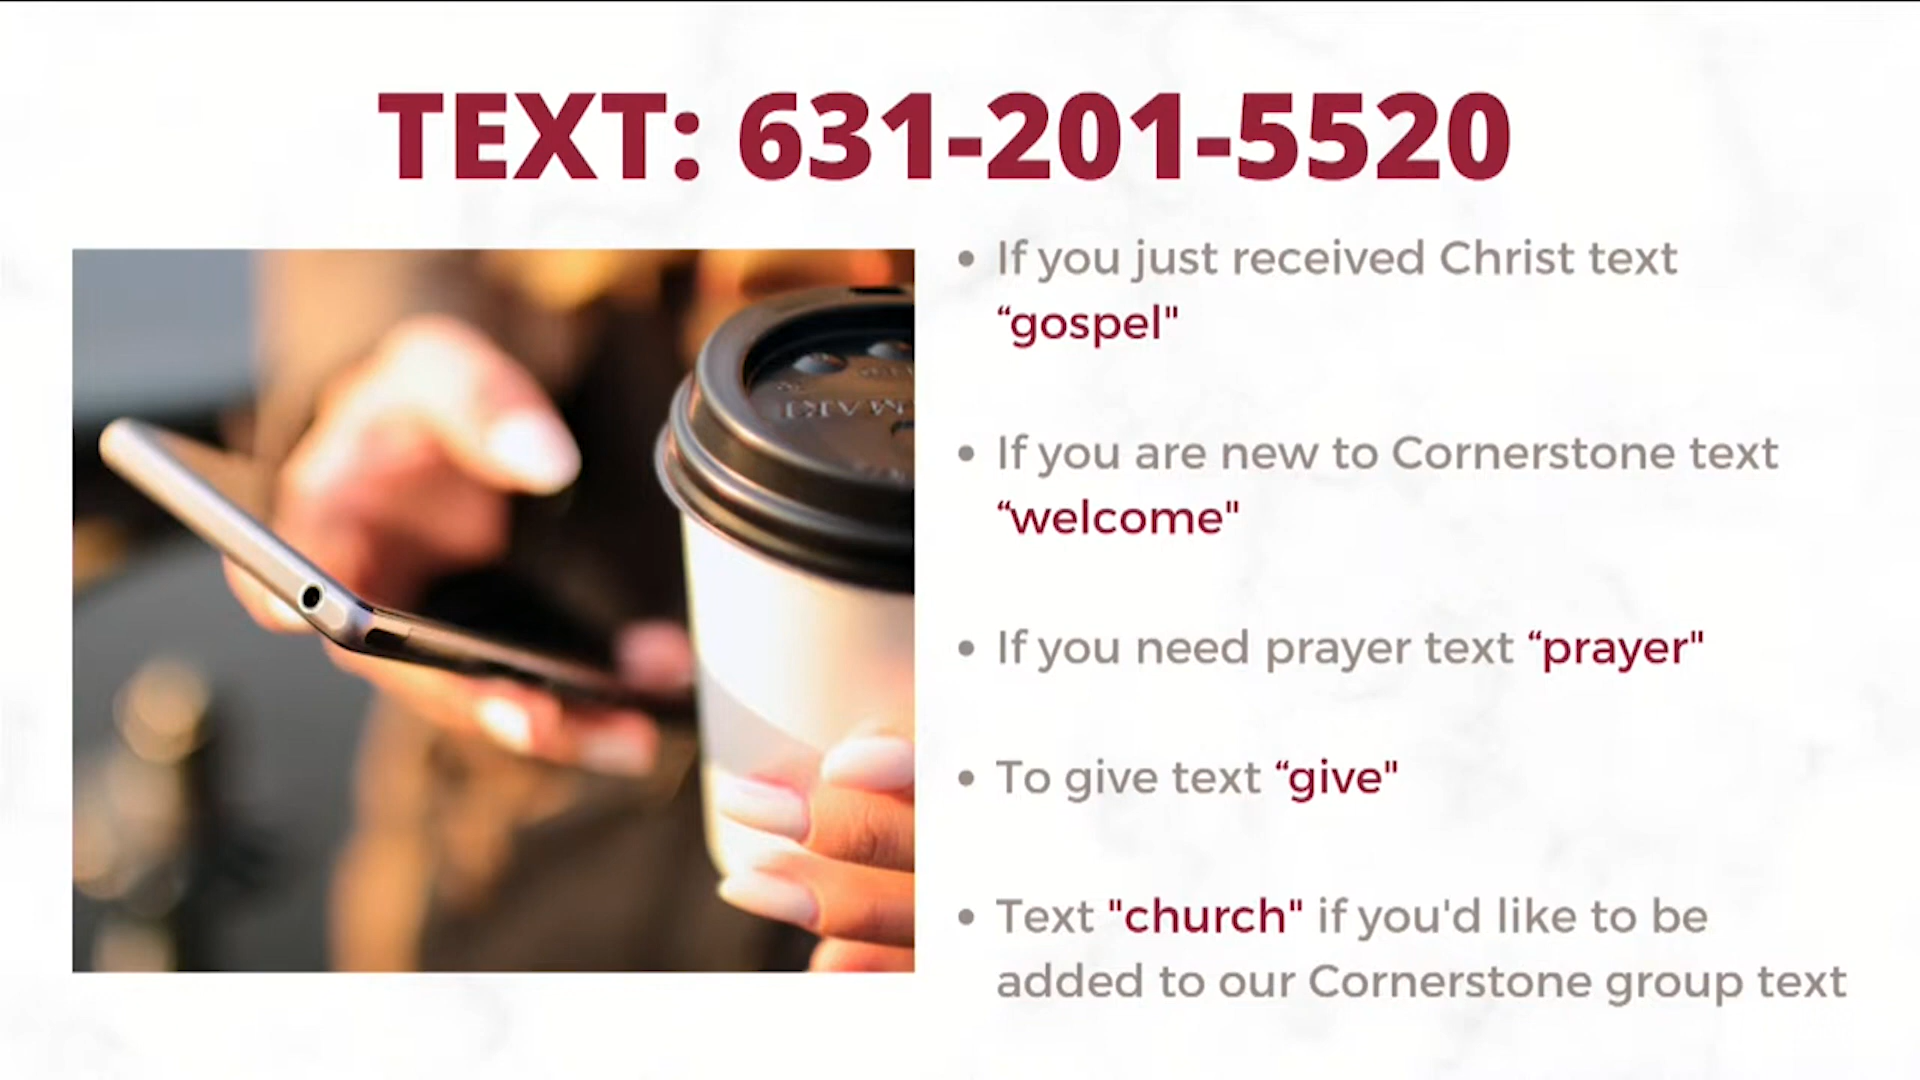 TEXT: 631-201-5520
• If you just received Christ text
“gospel"
• If you are new to Cornerstone text
“welcome"
• If you need prayer text “prayer"
• To give text “give"
• Text "church" if you'd like to be
added to our Cornerstone group text